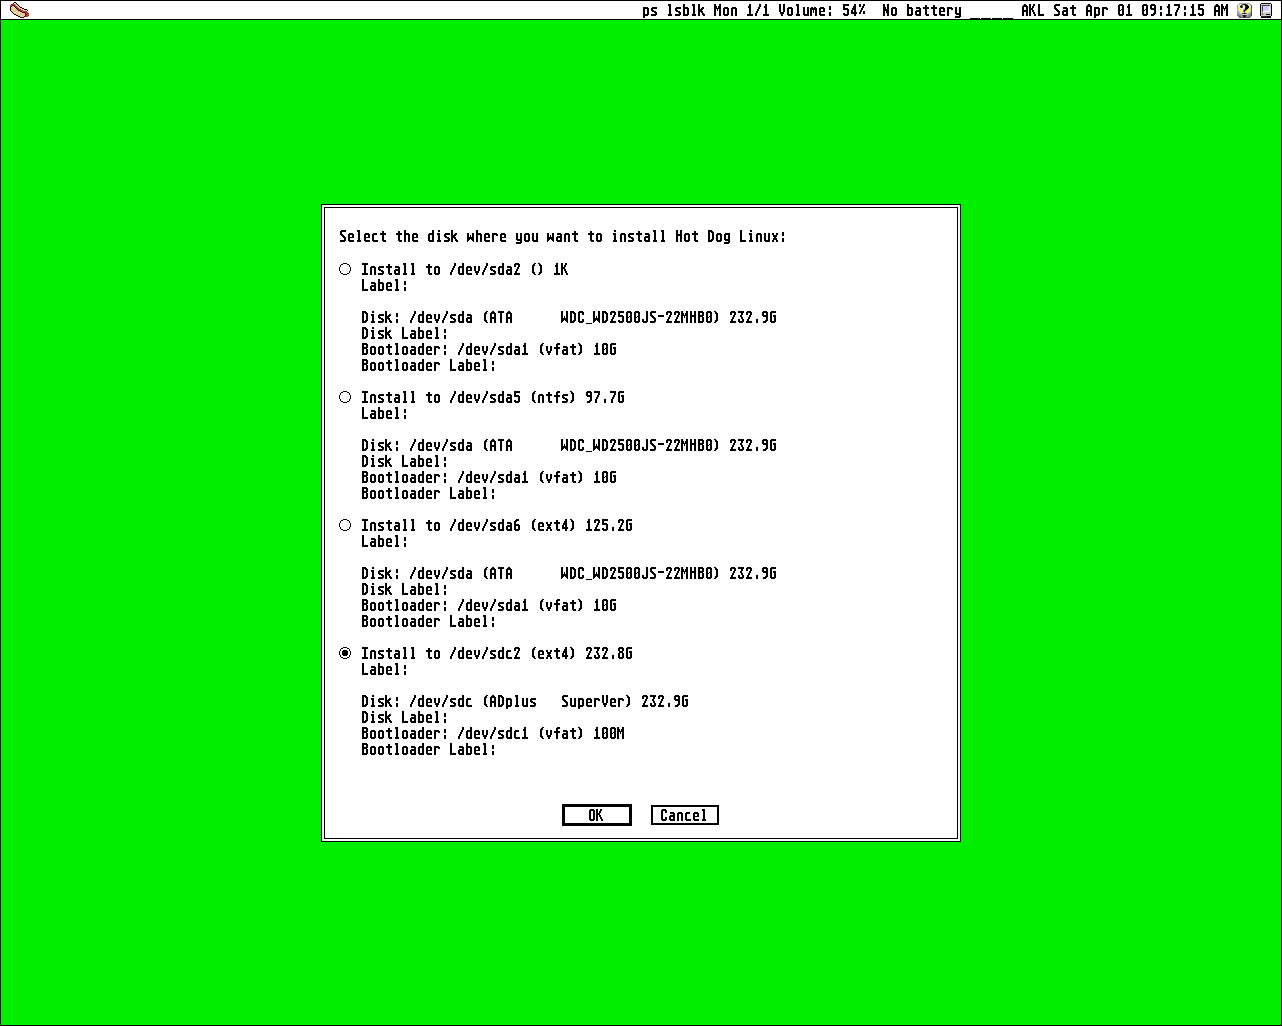 ps lsblk Mon 1/1 Volume: 54% No battery ____ AKL Sat Apr 01 09:17:15 AM
Select the disk where you want to install Hot Dog Linux:
Install to /dev/sda2 () 1K
Label:
Disk: /dev/sda (ATA      WDC_WD2500JS-22MHB0) 232.9G
Disk Label:
Bootloader: /dev/sda1 (vfat) 10G
Bootloader Label:
Install to /dev/sda5 (ntfs) 97.7G
Label:
Disk: /dev/sda (ATA      WDC_WD2500JS-22MHB0) 232.9G
Disk Label:
Bootloader: /dev/sda1 (vfat) 10G
Bootloader Label:
Install to /dev/sda6 (ext4) 125.2G
Label:
Disk: /dev/sda (ATA      WDC_WD2500JS-22MHB0) 232.9G
Disk Label:
Bootloader: /dev/sda1 (vfat) 10G
Bootloader Label:
Install to /dev/sdc2 (ext4) 232.8G
Label:
Disk: /dev/sdc (ADplus   SuperVer) 232.9G
Disk Label:
Bootloader: /dev/sdc1 (vfat) 100M
Bootloader Label:
OK Cancel